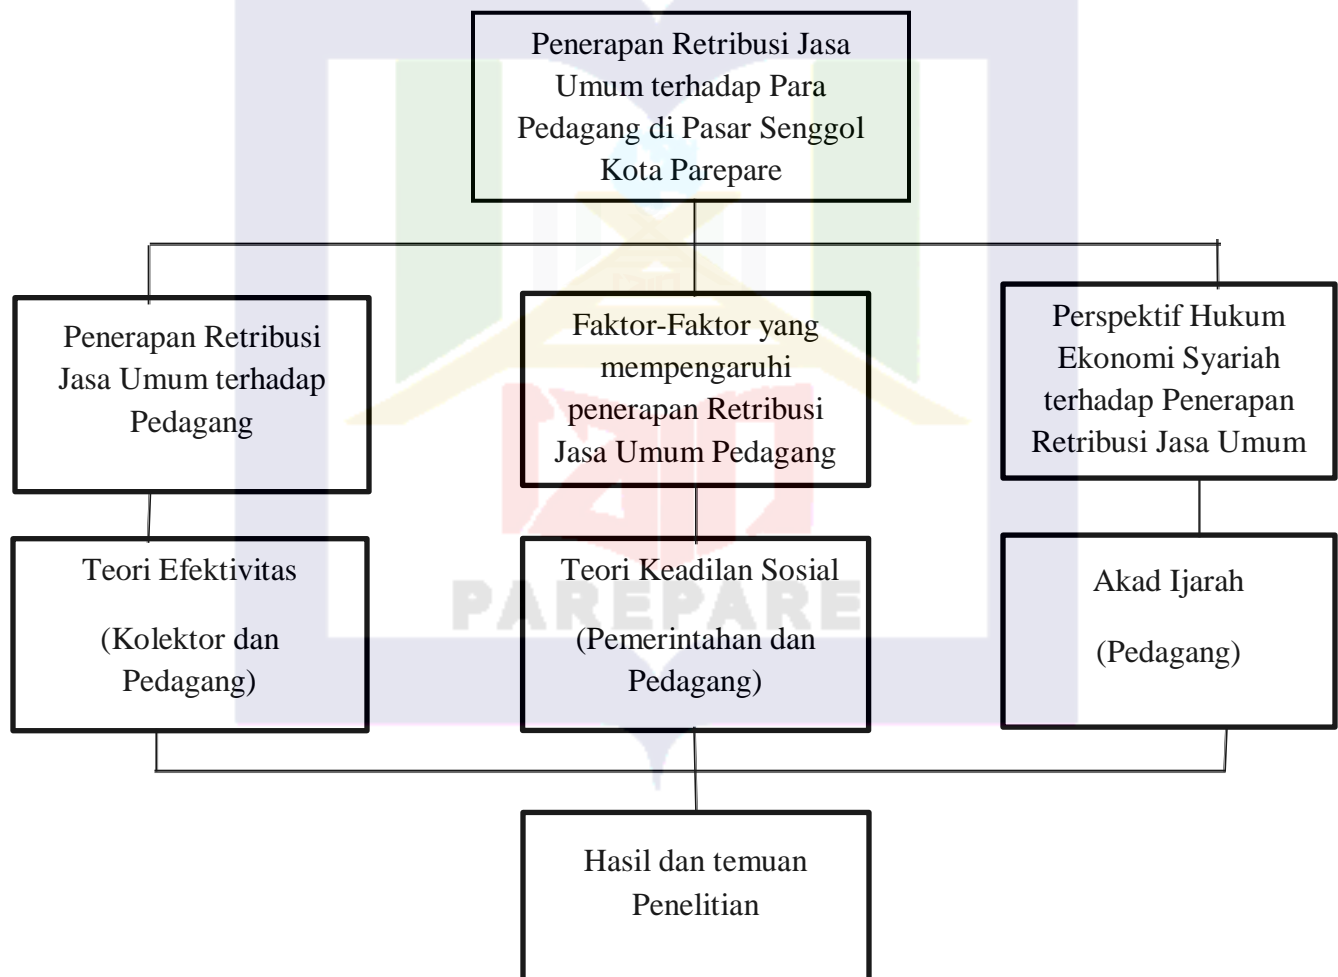 Penerapan Retribusi Jasa
Umum terhadap Para
Pedagang di Pasar Senggol
Kota Parepare
Penerapan Retribusi
Jasa Umum terhadap
Pedagang
Faktor-Faktor yang
mempengaruhi
penerapan Retribusi
Jasa Umum Pedagang
Perspektif Hukum
Ekonomi Syariah
terhadap Penerapan
Retribusi Jasa Umum
Teori Efektivitas
(Kolektor dan
Pedagang)
Teori Keadilan Sosial
(Pemerintahan dan
Pedagang)
Akad Ijarah
(Pedagang)
PAREPARE
Hasil dan temuan
Penelitian